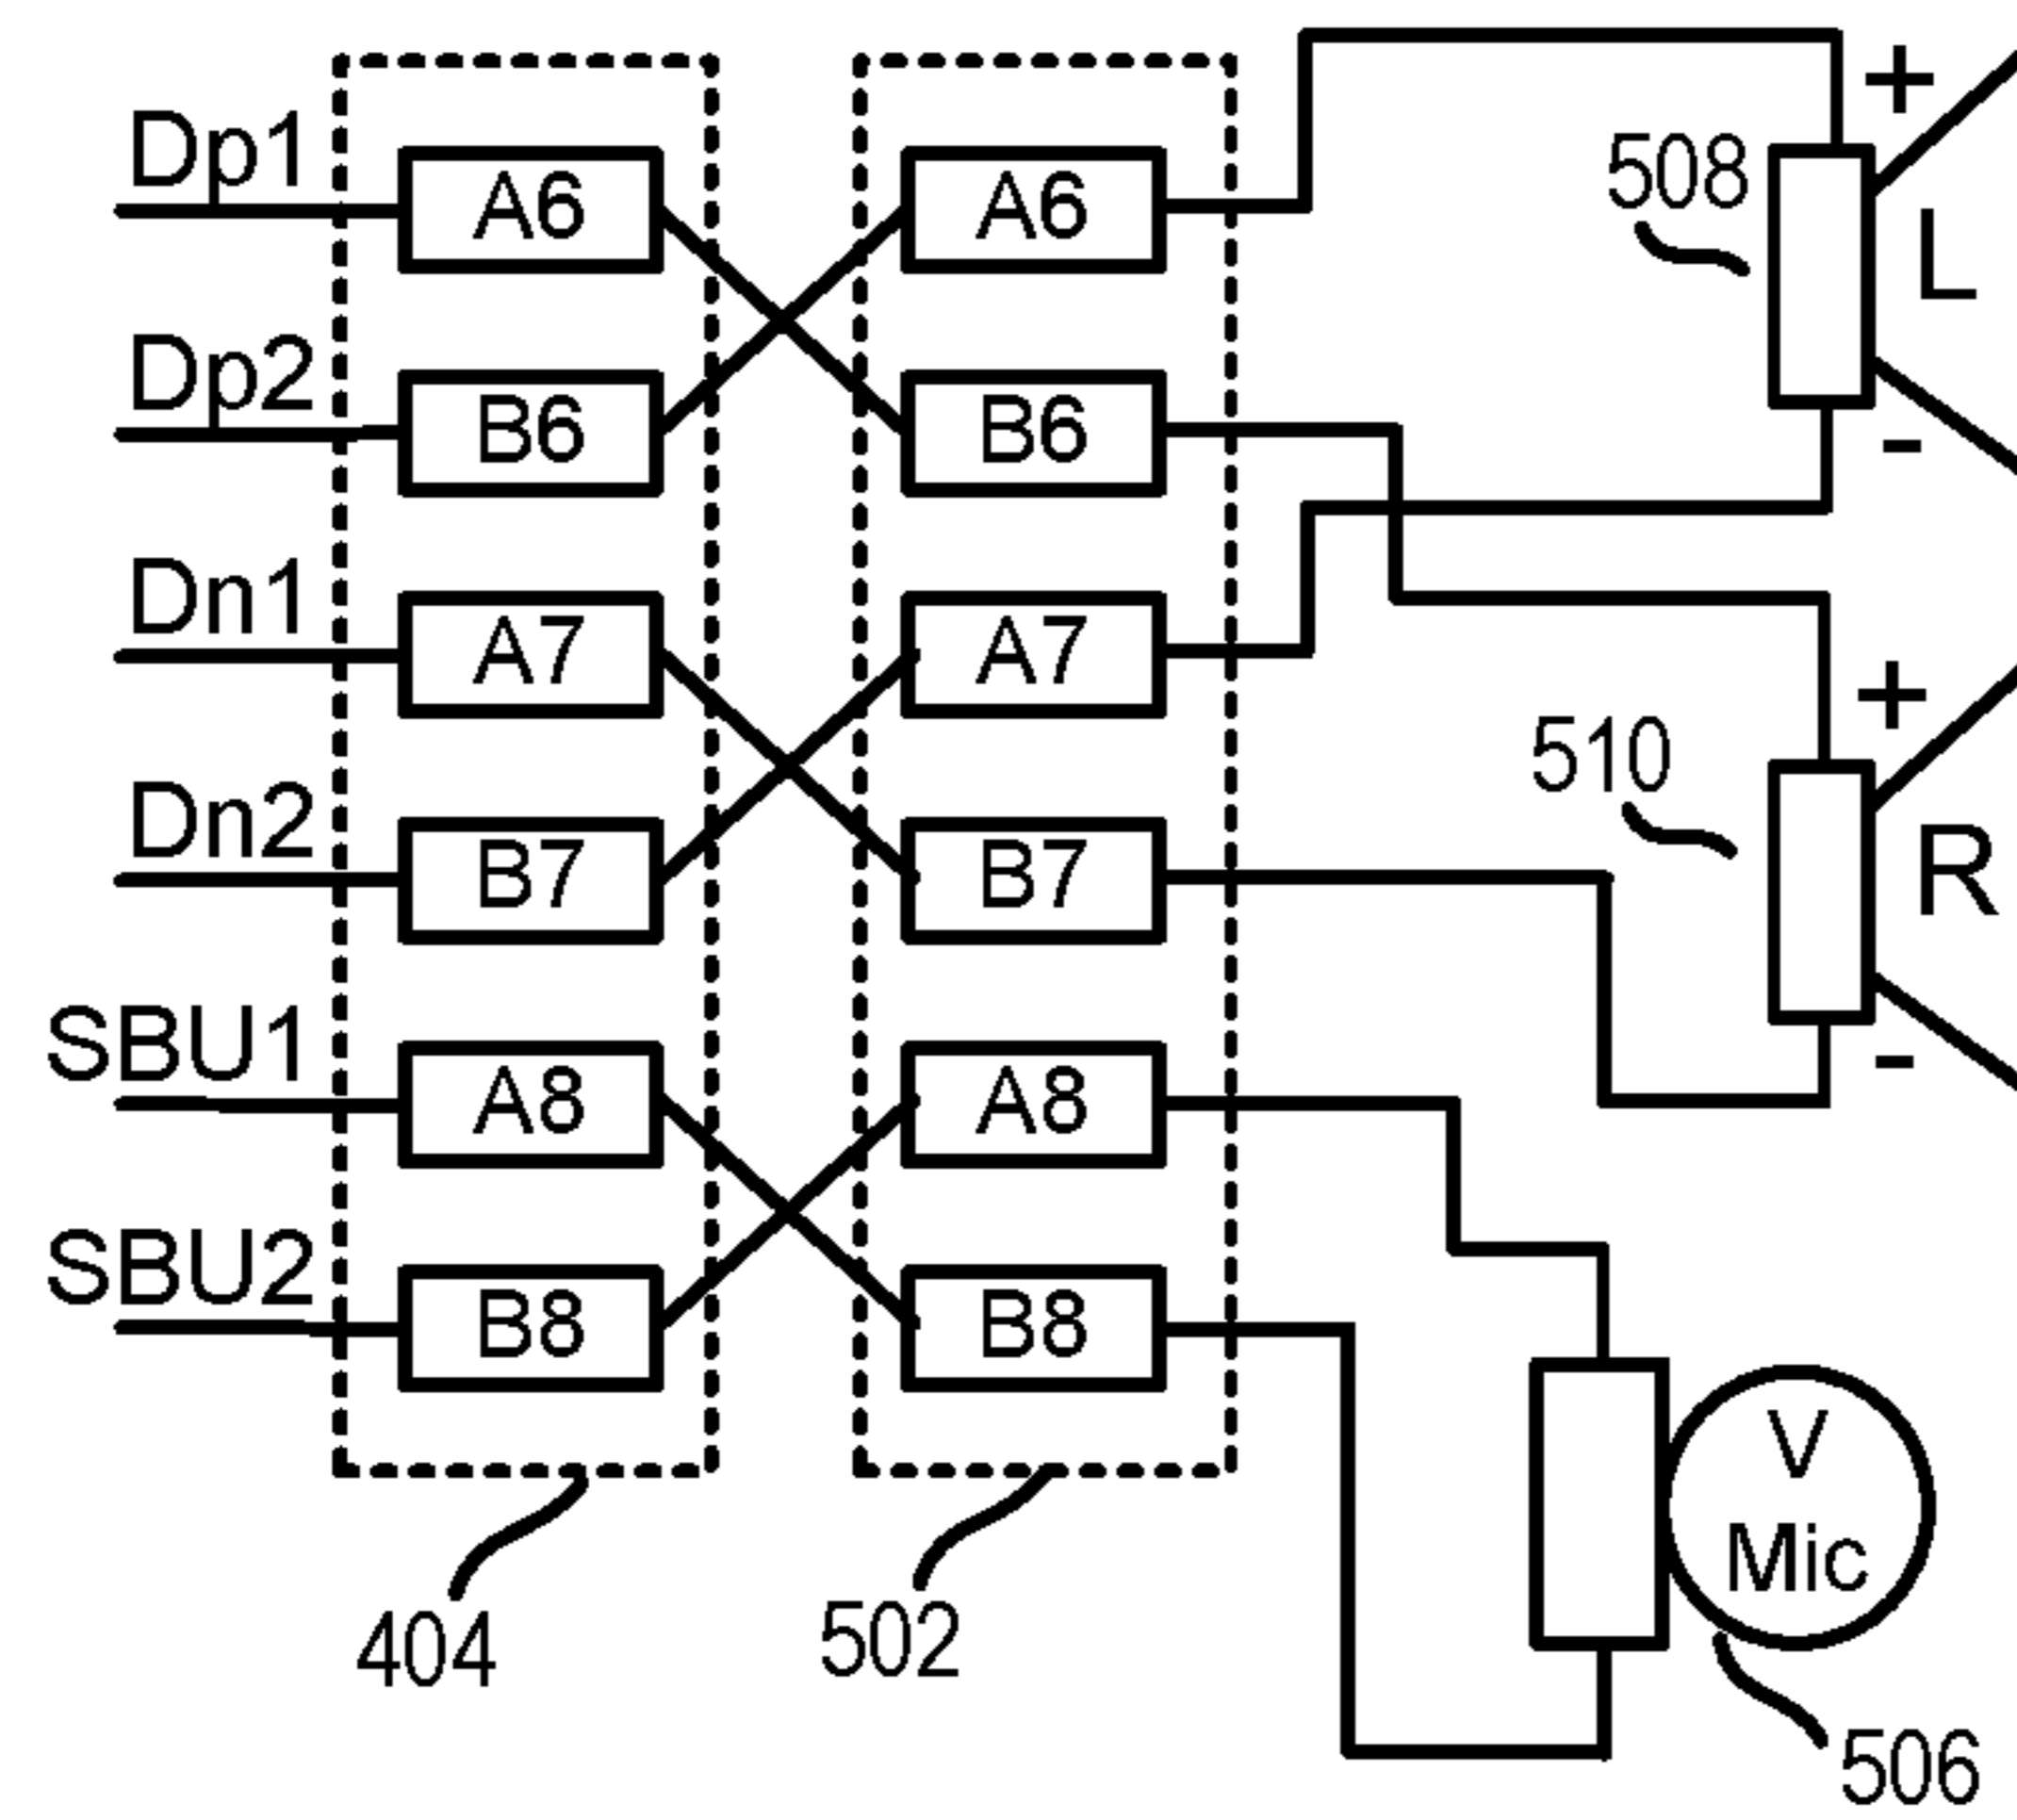 Dp1
Dp2
Dn1
Dn2
SBU1
SBU2
A6
B6
A7
B7
A8
B8
A6
B6
A7
B7
A8
B8
404
502
+
508
L
-
+
510
R
-
V
Mic
506